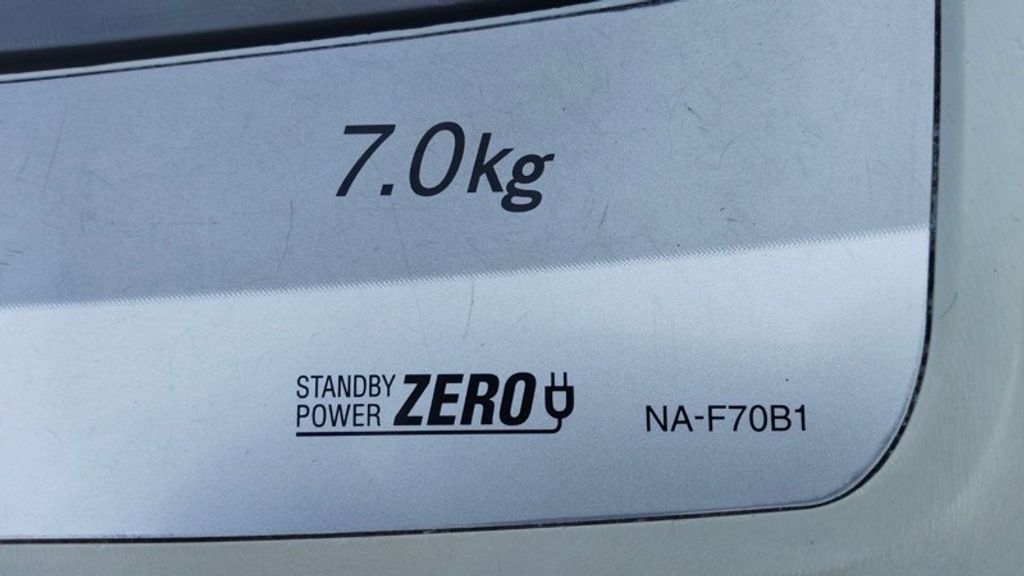 7.0kg
STANDBY
POWER ZERO
NA-F70B1